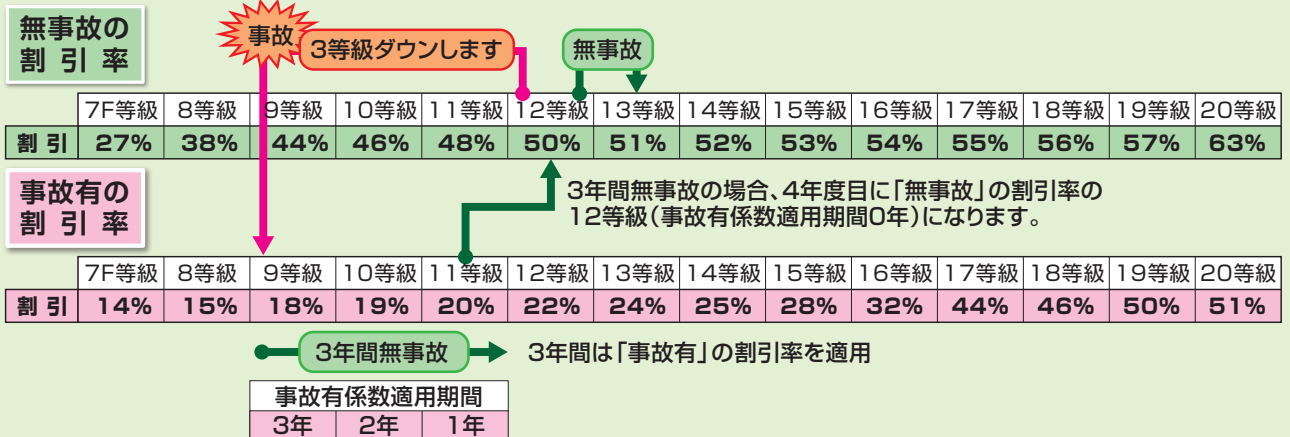 無事故の
割引率
事故
3等級ダウンします
無事故
7F等級 8等級 9等級 10等級 11等級 12等級 13等級 14等級 15等級 16等級 17等級 18等級 19等級 20等級
割引 27% 38% 44% 46% 48% 50% 51% 52% 53% 54% 55% 56% 57% 63%
事故有の
割引率
3年間無事故の場合、4年度目に「無事故」の割引率の
12等級(事故有係数適用期間0年)になります。
7F等級 8等級 9等級 10等級 11等級 12等級 13等級 14等級 15等級 16等級 17等級 18等級 19等級 20等級
割引 14% 15% 18% 19% 20% 22% 24% 25% 28% 32% 44% 46% 50% 51%
3年間無事故
3年間は「事故有」の割引率を適用
事故有係数適用期間
3年 2年 1年